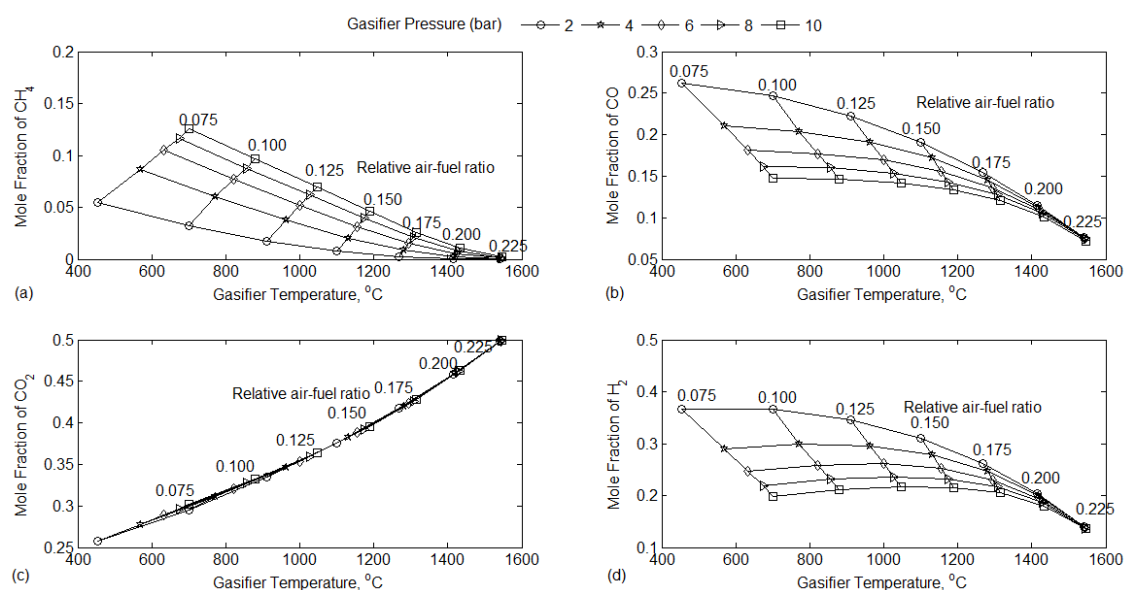 Gasifier Pressure (bar) 2 4 6 8 10
0.2
0.15
0.1
0.05
0
Mole Fraction of CH4
0.075
0.100
0.125
0.150
0.175
0.200
0.225
Relative air-fuel ratio
400 600 800 1000 1200 1400 1600
(a) Gasifier Temperature, °C
0.3
0.25
0.2
0.15
0.1
0.05
Mole Fraction of CO
0.075
0.100
0.125
0.150
0.175
0.200
0.225
Relative air-fuel ratio
400 600 800 1000 1200 1400 1600
(b) Gasifier Temperature, °C
0.5
0.45
0.4
0.35
0.3
0.25
Mole Fraction of CO2
0.225
0.200
0.175
0.150
0.125
0.100
0.075
Relative air-fuel ratio
400 600 800 1000 1200 1400 1600
(c) Gasifier Temperature, °C
0.5
0.4
0.3
0.2
0.1
Mole Fraction of H2
0.075
0.100
0.125
0.150
0.175
0.200
0.225
Relative air-fuel ratio
400 600 800 1000 1200 1400 1600
(d) Gasifier Temperature, °C